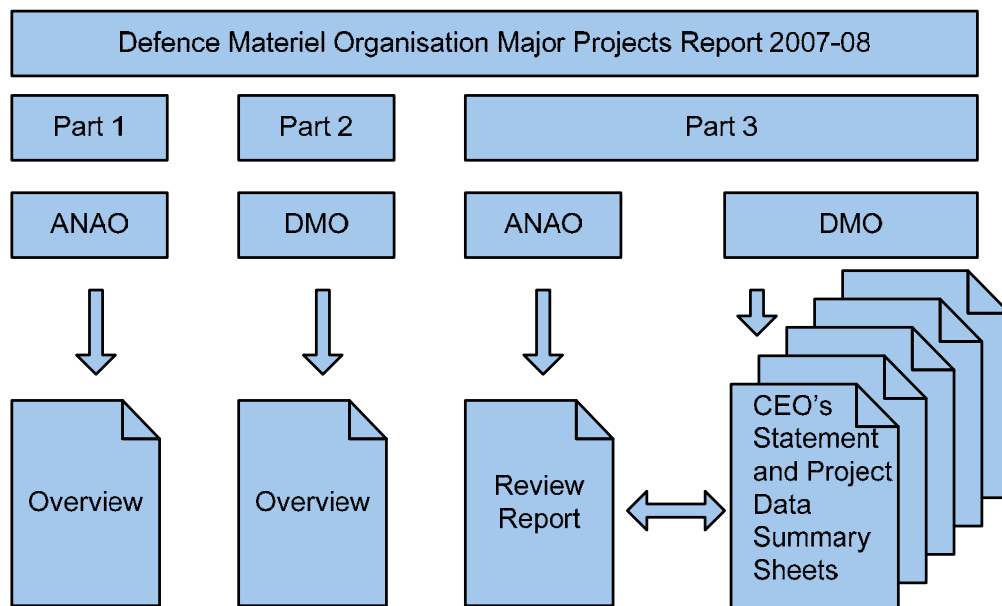 Defence Materiel Organisation Major Projects Report 2007-08
Part 1
Part 2
Part 3
ANAO
DMO
ANAO
DMO
Overview
Overview
Review
Report
CEO's
Statement
and Project
Data
Summary
Sheets